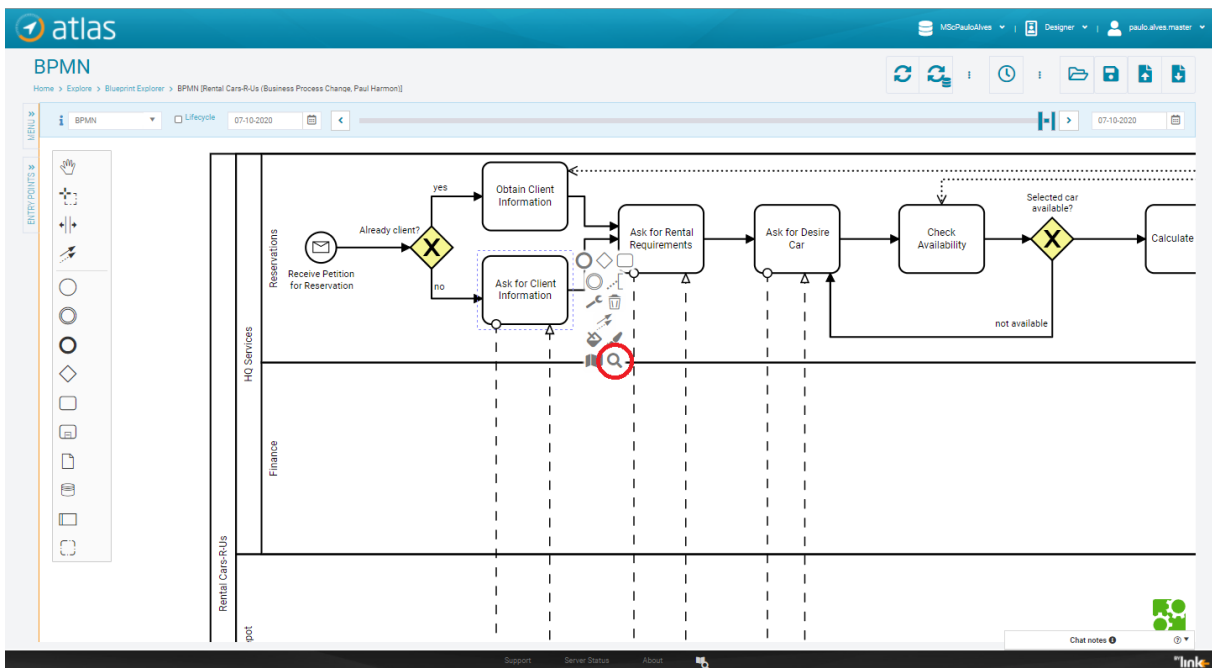 atlas
MScPauloAlves
Designer
paulo.alves.master
BPMN
Home > Explore > Blueprint Explorer > BPMN [Rental Cars-R-Us (Business Process Change, Paul Harmon)]
MENU »
ENTRY POINTS »
BPMN
Lifecycle
07-10-2020
07-10-2020
Rental Cars-R-Us
HQ Services
Reservations
Finance
pot
Receive Petition
for Reservation
Already client?
yes
no
Obtain Client
Information
Ask for Client
Information
Ask for Rental
Requirements
Ask for Desire
Car
Check
Availability
Selected car
available?
not available
Calculate
Chat notes
Support
Server Status
About
BY link